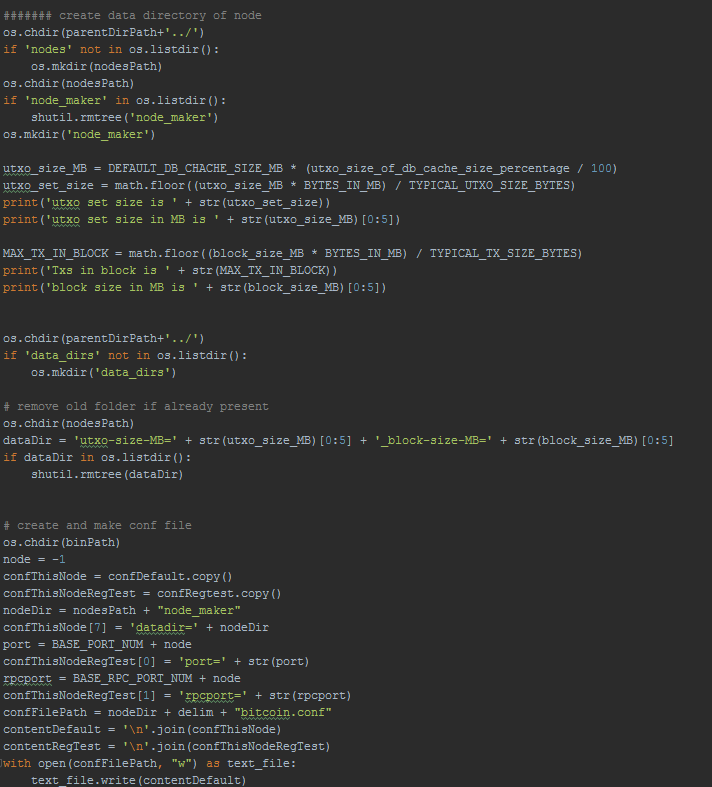 ####### create data directory of node
os.chdir(parentDirPath+'../')
if 'nodes' not in os.listdir():
    os.mkdir(nodesPath)
os.chdir(nodesPath)
if 'node_maker' in os.listdir():
    shutil.rmtree('node_maker')
os.mkdir('node_maker')

utxo_size_MB = DEFAULT_DB_CHACHE_SIZE_MB * (utxo_size_of_db_cache_size_percentage / 100)
utxo_set_size = math.floor((utxo_size_MB * BYTES_IN_MB) / TYPICAL_UTXO_SIZE_BYTES)
print('utxo set size is ' + str(utxo_set_size))
print('utxo set size in MB is ' + str(utxo_size_MB)[0:5])

MAX_TX_IN_BLOCK = math.floor((block_size_MB * BYTES_IN_MB) / TYPICAL_TX_SIZE_BYTES)
print('Txs in block is ' + str(MAX_TX_IN_BLOCK))
print('block size in MB is ' + str(block_size_MB)[0:5])


os.chdir(parentDirPath+'../')
if 'data_dirs' not in os.listdir():
    os.mkdir('data_dirs')

# remove old folder if already present
os.chdir(nodesPath)
dataDir = 'utxo-size-MB=' + str(utxo_size_MB)[0:5] + '_block-size-MB=' + str(block_size_MB)[0:5]
if dataDir in os.listdir():
    shutil.rmtree(dataDir)


# create and make conf file
os.chdir(binPath)
node = -1
confThisNode = confDefault.copy()
confThisNodeRegTest = confRegtest.copy()
nodeDir = nodesPath + "node_maker"
confThisNode[7] = 'datadir=' + nodeDir
port = BASE_PORT_NUM + node
confThisNodeRegTest[0] = 'port=' + str(port)
rpcport = BASE_RPC_PORT_NUM + node
confThisNodeRegTest[1] = 'rpcport=' + str(rpcport)
confFilePath = nodeDir + delim + "bitcoin.conf"
contentDefault = '\n'.join(confThisNode)
contentRegTest = '\n'.join(confThisNodeRegTest)
with open(confFilePath, "w") as text_file:
    text_file.write(contentDefault)